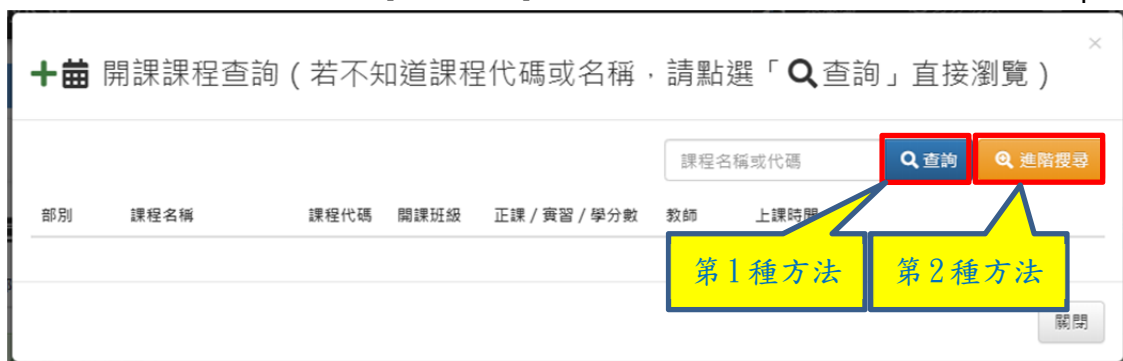 開課課程查詢(若不知道課程代碼或名稱,請點選「查詢」直接瀏覽)
×
課程名稱或代碼 查詢 進階搜尋
部別 課程名稱 課程代碼 開課班級 正課/實習/學分數 教師 上課時間
第1種方法 第2種方法
關閉